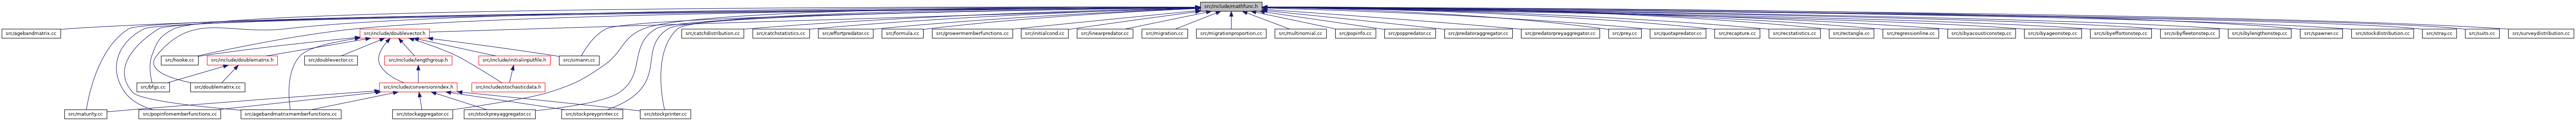 src/include/mathfunc.h
src/agebandmatrix.cc
src/include/doublevector.h
src/catchdistribution.cc
src/catchstatistics.cc
src/effortpredator.cc
src/formula.cc
src/growermemberfunctions.cc
src/initialcond.cc
src/linearpredator.cc
src/migration.cc
src/migrationproportion.cc
src/multinomial.cc
src/popinfo.cc
src/poppredator.cc
src/predatoraggregator.cc
src/predatorpreyaggregator.cc
src/prey.cc
src/quotapredator.cc
src/recapture.cc
src/recstatistics.cc
src/rectangle.cc
src/regressionline.cc
src/sibyacousticonstep.cc
src/sibyageonstep.cc
src/sibyeffortonstep.cc
src/sibyfleetonstep.cc
src/sibylengthonstep.cc
src/spawner.cc
src/stockdistribution.cc
src/stray.cc
src/suits.cc
src/surveydistribution.cc
src/hooke.cc
src/include/doublematrix.h
src/doublevector.cc
src/include/lengthgroup.h
src/include/initialinputfile.h
src/simann.cc
src/bfgs.cc
src/doublematrix.cc
src/include/conversionindex.h
src/include/stochasticdata.h
src/maturity.cc
src/popinfomemberfunctions.cc
src/agebandmatrixmemberfunctions.cc
src/stockaggregator.cc
src/stockpreyaggregator.cc
src/stockpreyprinter.cc
src/stockprinter.cc